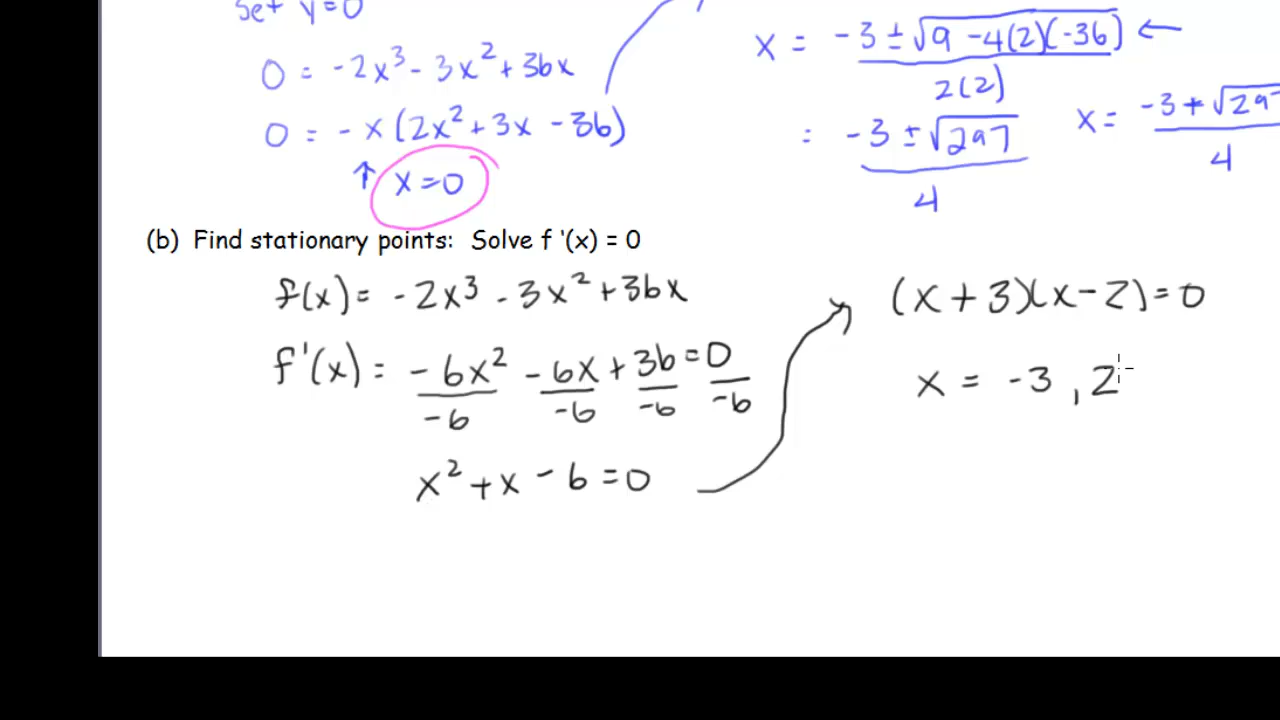 Set y=0
0 = -2x³ - 3x² + 36x
0 = -x(2x² + 3x - 36)
↑ x=0
x = (-3 ± √(9 - 4(2)(-36))) / 2(2) ←
= (-3 ± √297) / 4
x = (-3 + √297) / 4
(b) Find stationary points: Solve f '(x) = 0
f(x) = -2x³ - 3x² + 36x
f'(x) = -6x²/-6 - 6x/-6 + 36/-6 = 0/-6
x² + x - 6 = 0
(x + 3)(x - 2) = 0
x = -3, 2